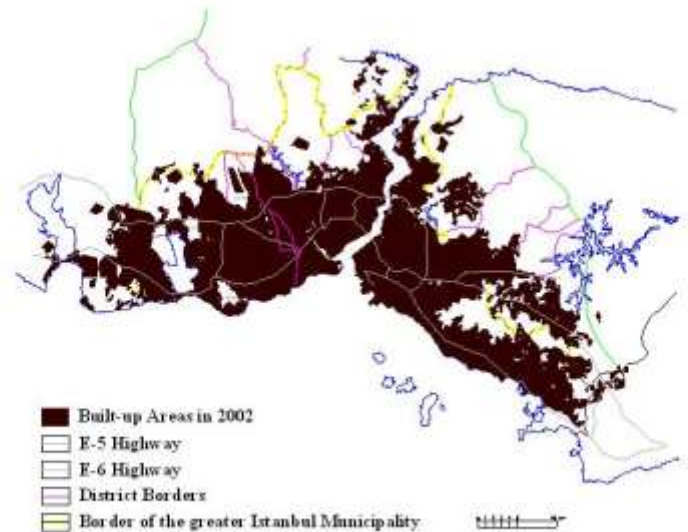 Built-up Areas in 2002
E-5 Highway
E-6 Highway
District Borders
Border of the greater Istanbul Municipality